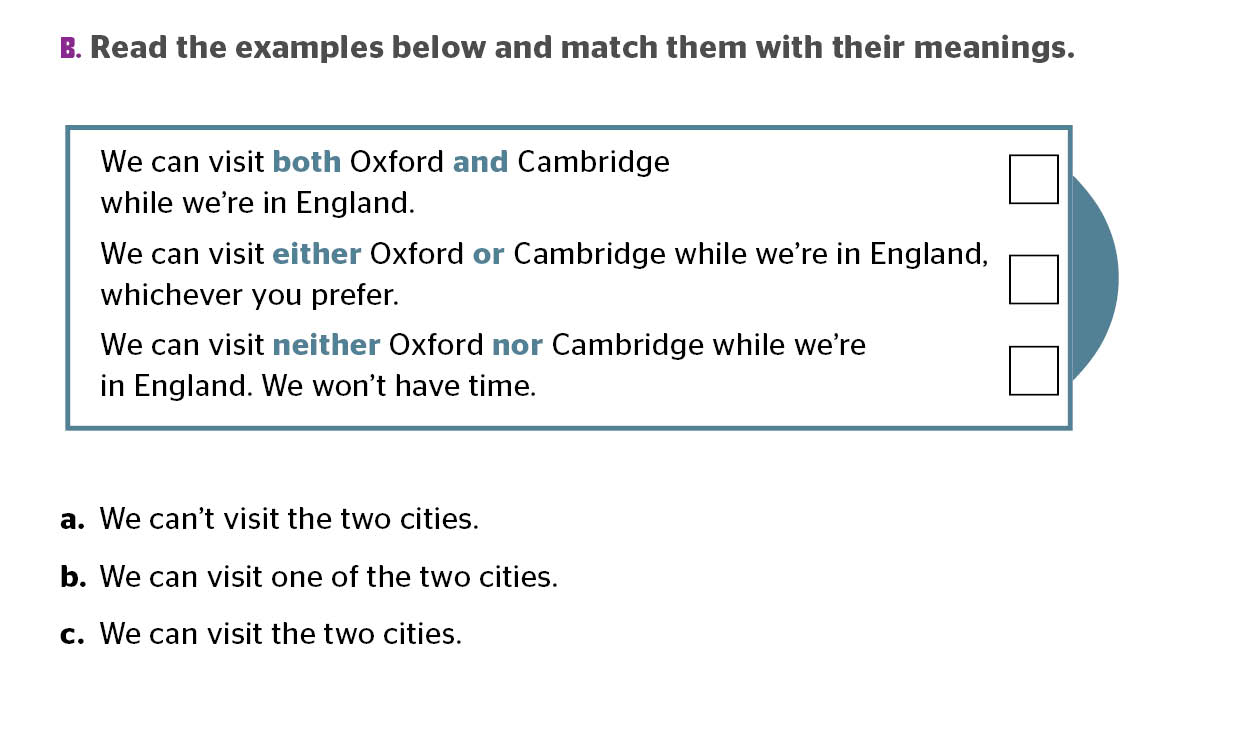 B. Read the examples below and match them with their meanings.
We can visit both Oxford and Cambridge
while we’re in England.
We can visit either Oxford or Cambridge while we’re in England,
whichever you prefer.
We can visit neither Oxford nor Cambridge while we’re
in England. We won’t have time.
a. We can’t visit the two cities.
b. We can visit one of the two cities.
c. We can visit the two cities.